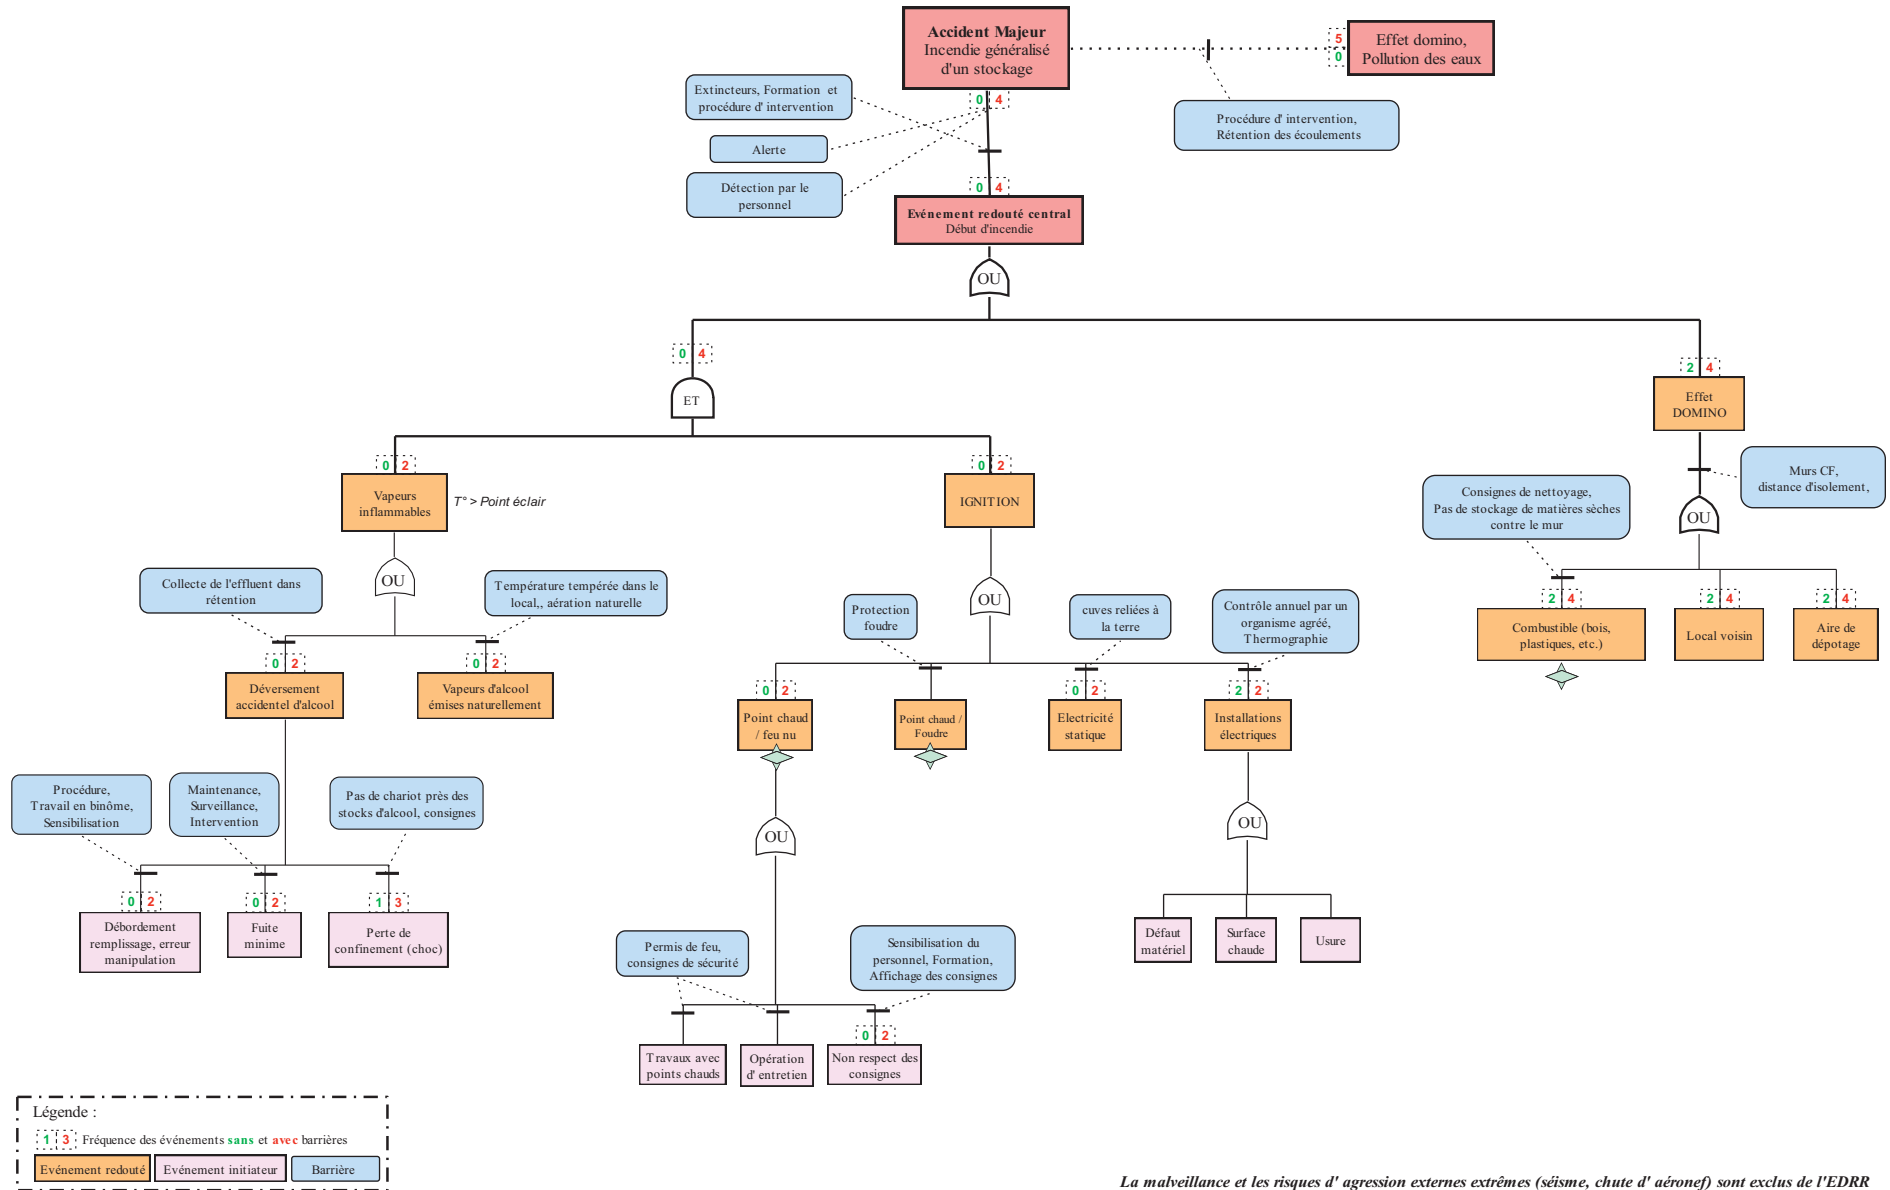 Accident Majeur
Incendie généralisé
d'un stockage
5
0
Effet domino,
Pollution des eaux
Extincteurs, Formation et
procédure d' intervention
0 4
Procédure d' intervention,
Rétention des écoulements
Alerte
Détection par le
personnel
0 4
Evénement redouté central
Début d'incendie
OU
0 4
ET
2 4
Effet
DOMINO
Murs CF,
distance d'isolement,
OU
Consignes de nettoyage,
Pas de stockage de matières sèches
contre le mur
0 2
Vapeurs
inflammables
T° > Point éclair
0 2
IGNITION
OU
Collecte de l'effluent dans
rétention
Température tempérée dans le
local,, aération naturelle
OU
Protection
foudre
cuves reliées à
la terre
Contrôle annuel par un
organisme agréé,
Thermographie
2 4
Combustible (bois,
plastiques, etc.)
2 4
Local voisin
2 4
Aire de
dépotage
0 2
Déversement
accidentel d'alcool
0 2
Vapeurs d'alcool
émises naturellement
0 2
Point chaud
/ feu nu
Point chaud /
Foudre
0 2
Electricité
statique
2 2
Installations
électriques
Procédure,
Travail en binôme,
Sensibilisation
Maintenance,
Surveillance,
Intervention
Pas de chariot près des
stocks d'alcool, consignes
OU
OU
0 2
Débordement
remplissage, erreur
manipulation
0 2
Fuite
minime
1 3
Perte de
confinement (choc)
Défaut
matériel
Surface
chaude
Usure
Permis de feu,
consignes de sécurité
Sensibilisation du
personnel, Formation,
Affichage des consignes
Travaux avec
points chauds
Opération
d' entretien
0 2
Non respect des
consignes
Légende :
1 3 Fréquence des événements sans et avec barrières
Evénement redouté Evénement initiateur Barrière
La malveillance et les risques d' agression externes extrêmes (séisme, chute d' aéronef) sont exclus de l'EDRR